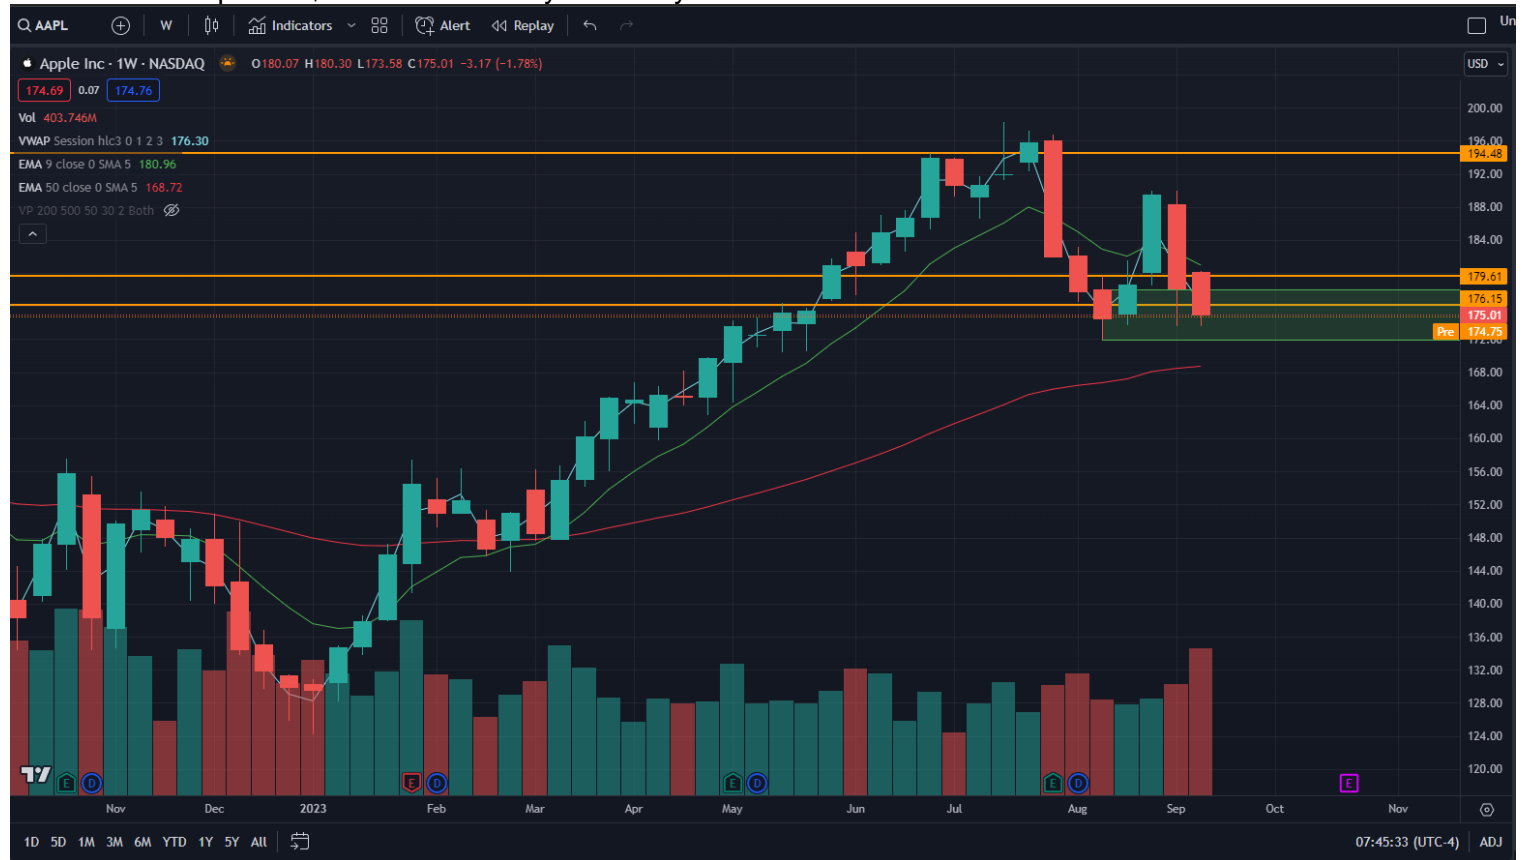 AAPL W Indicators Alert Replay Un
Apple Inc · 1W · NASDAQ O180.07 H180.30 L173.58 C175.01 −3.17 (−1.78%) USD
174.69 0.07 174.76
Vol 403.746M
VWAP Session hlc3 0 1 2 3 176.30
EMA 9 close 0 SMA 5 180.96
EMA 50 close 0 SMA 5 168.72
VP 200 500 50 30 2 Both
200.00
196.00
194.48
192.00
188.00
184.00
179.61
176.15
175.01
Pre 174.75
172.00
168.00
164.00
160.00
156.00
152.00
148.00
144.00
140.00
136.00
132.00
128.00
124.00
120.00
E D E D E D E D E
Nov Dec 2023 Feb Mar Apr May Jun Jul Aug Sep Oct Nov
1D 5D 1M 3M 6M YTD 1Y 5Y All 07:45:33 (UTC-4) ADJ